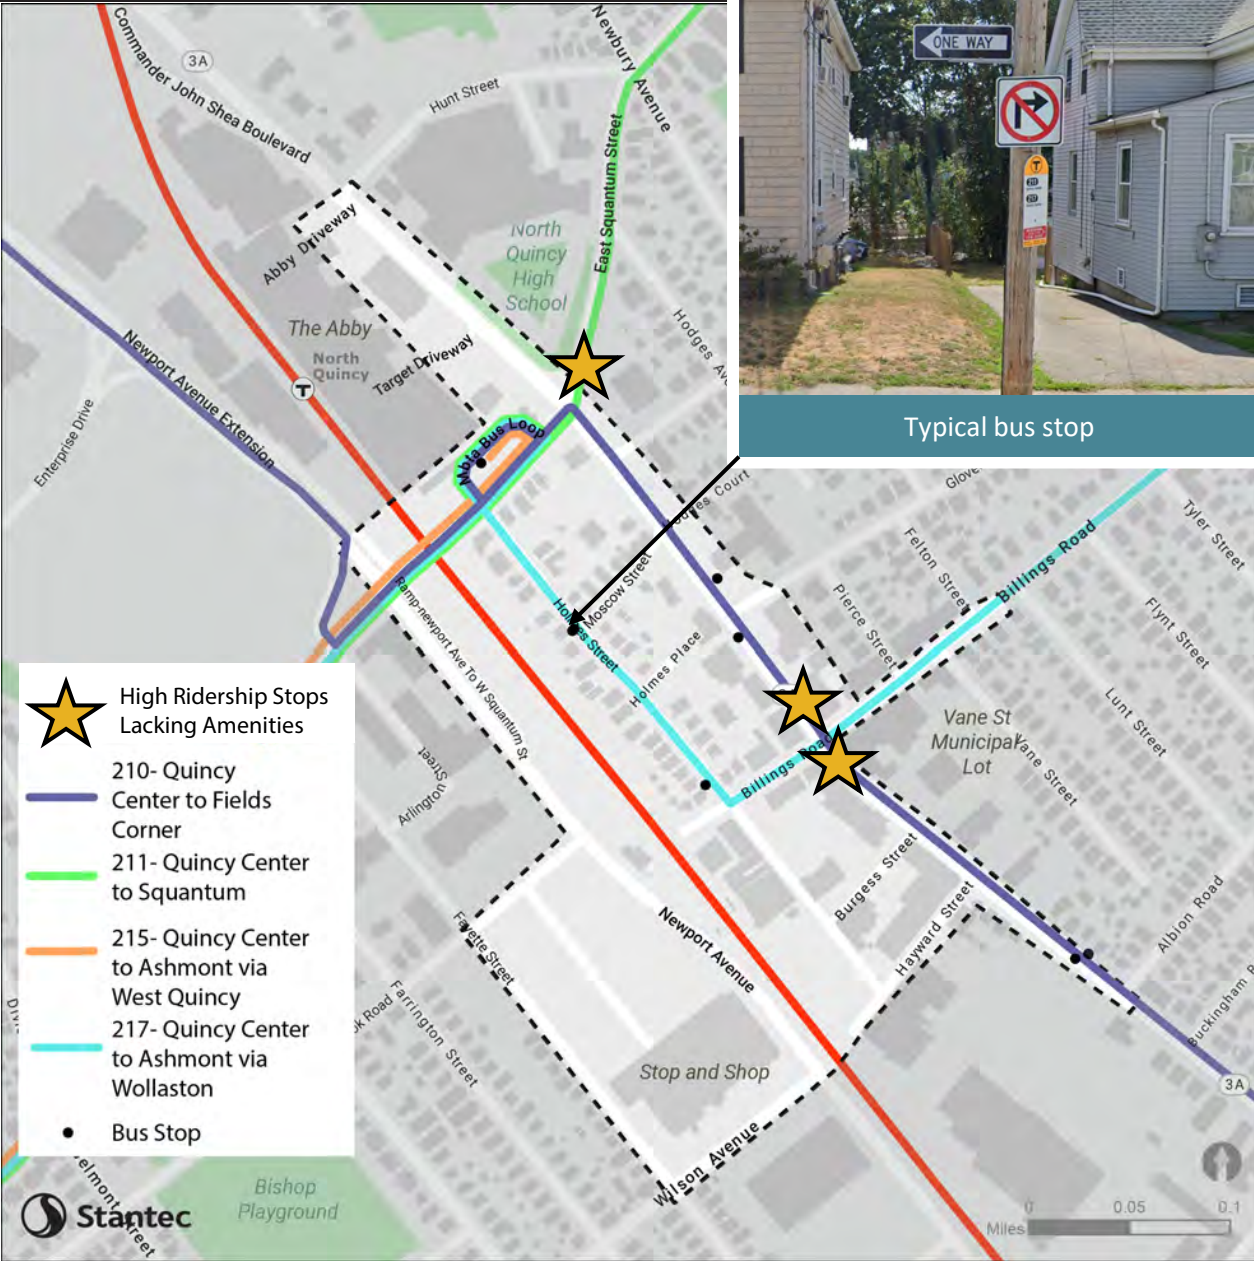 Commander John Shea Boulevard
3A
Hunt Street
Newbury Avenue
East Squantum Street
ONE WAY
T
211
217
Typical bus stop
Abby Driveway
North
Quincy
High
School
The Abby
North
Quincy
T
Target Driveway
Newport Avenue Extension
Enterprise Drive
Mbta Bus Loop
Ramp-newport Ave To W Squantum St
Holmes Street
Moscow Street
Holmes Place
Court
Felton Street
Pierce Street
Billings Road
Tyler Street
Flynt Street
Lunt Street
Vane Street
Vane St
Municipal
Lot
Billings Road
Arlington Street
Burgess Street
Hayward Street
Albion Road
Newport Avenue
Fayette Street
Farrington Street
Stop and Shop
Wilson Avenue
3A
High Ridership Stops
Lacking Amenities
210- Quincy
Center to Fields
Corner
211- Quincy Center
to Squantum
215- Quincy Center
to Ashmont via
West Quincy
217- Quincy Center
to Ashmont via
Wollaston
Bus Stop
Bishop
Playground
Stantec
0
0.05
0.1
Miles